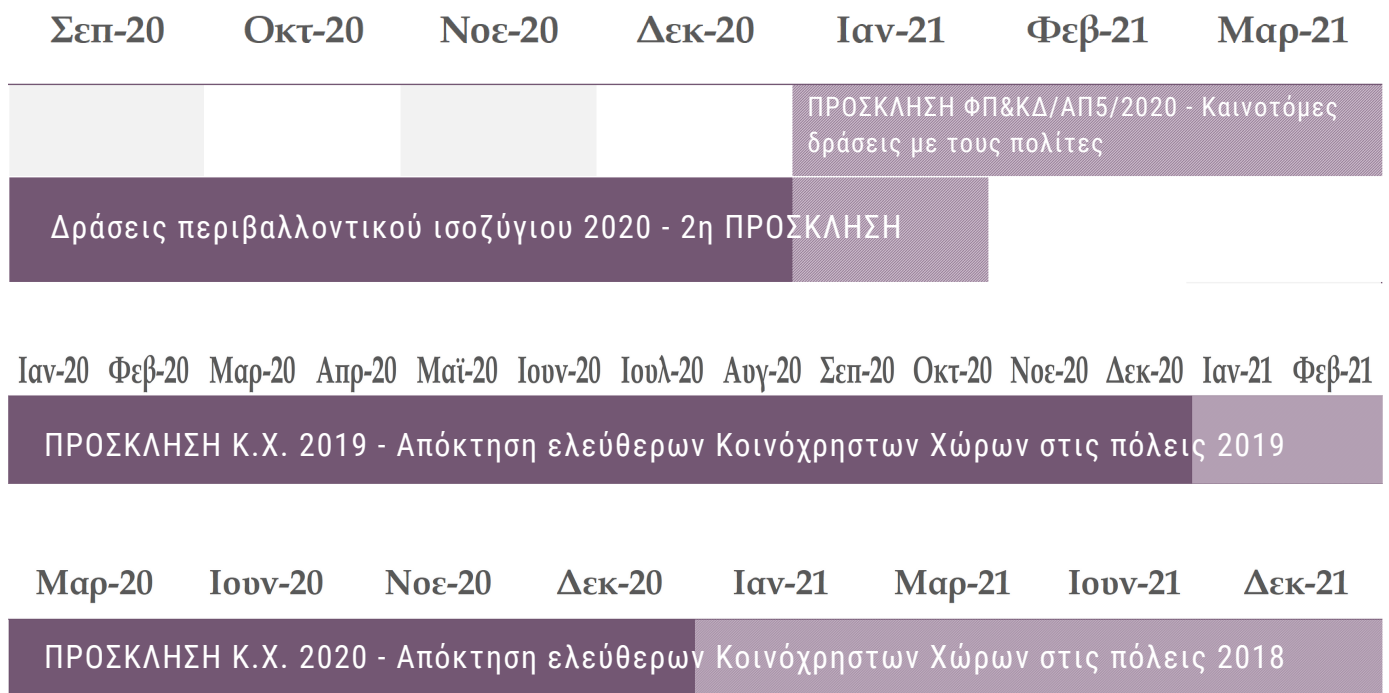 Σεπ-20 Οκτ-20 Νοε-20 Δεκ-20 Ιαν-21 Φεβ-21 Μαρ-21
ΠΡΟΣΚΛΗΣΗ ΦΠ&ΚΔ/ΑΠ5/2020 - Καινοτόμες
δράσεις με τους πολίτες
Δράσεις περιβαλλοντικού ισοζύγιου 2020 - 2η ΠΡΟΣΚΛΗΣΗ
Ιαν-20 Φεβ-20 Μαρ-20 Απρ-20 Μαϊ-20 Ιουν-20 Ιουλ-20 Αυγ-20 Σεπ-20 Οκτ-20 Νοε-20 Δεκ-20 Ιαν-21 Φεβ-21
ΠΡΟΣΚΛΗΣΗ Κ.Χ. 2019 - Απόκτηση ελεύθερων Κοινόχρηστων Χώρων στις πόλεις 2019
Μαρ-20 Ιουν-20 Νοε-20 Δεκ-20 Ιαν-21 Μαρ-21 Ιουν-21 Δεκ-21
ΠΡΟΣΚΛΗΣΗ Κ.Χ. 2020 - Απόκτηση ελεύθερων Κοινόχρηστων Χώρων στις πόλεις 2018